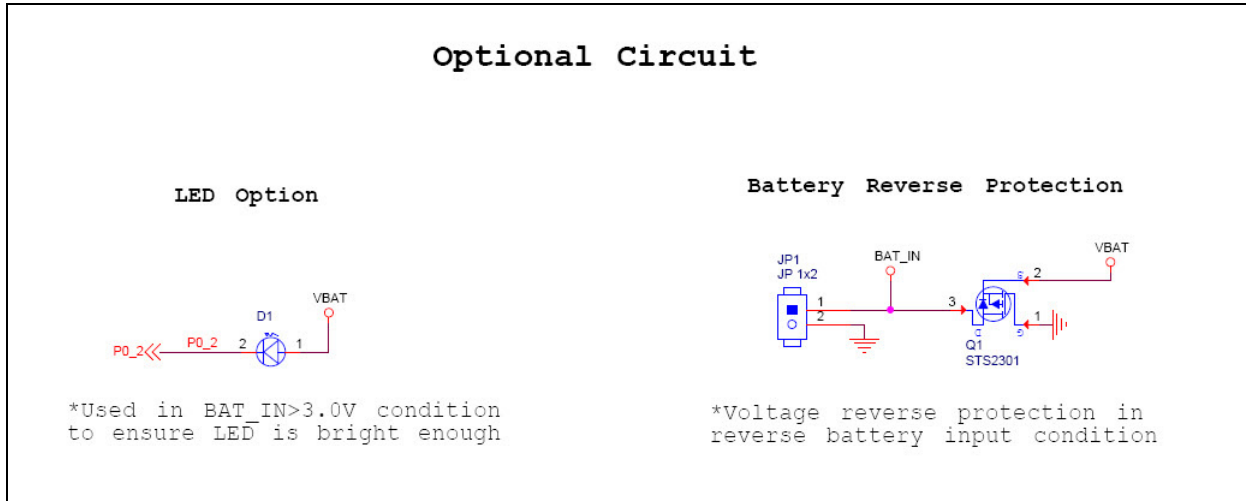 Optional Circuit
LED Option
VBAT
D1
P0_2
P0_2 2 1
*Used in BAT_IN>3.0V condition
to ensure LED is bright enough
Battery Reverse Protection
JP1
JP 1x2
BAT_IN
VBAT
1
2
3
S 2
1
D
G
Q1
STS2301
*Voltage reverse protection in
reverse battery input condition